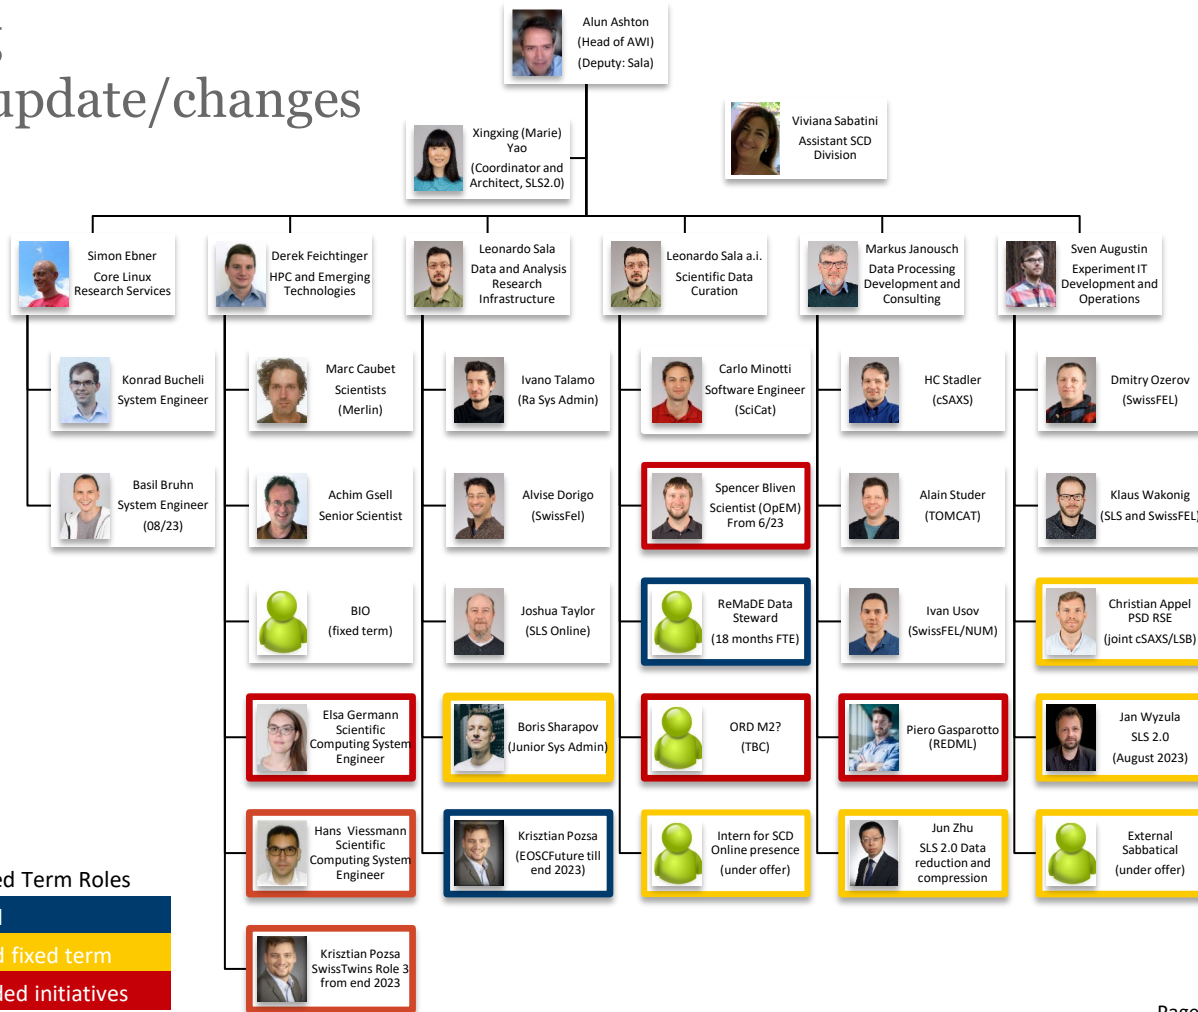 update/changes
Alun Ashton
(Head of AWI)
(Deputy: Sala)
Xingxing (Marie)
Yao
(Coordinator and
Architect, SLS2.0)
Viviana Sabatini
Assistant SCD
Division
Simon Ebner
Core Linux
Research Services
Derek Feichtinger
HPC and Emerging
Technologies
Leonardo Sala
Data and Analysis
Research
Infrastructure
Leonardo Sala a.i.
Scientific Data
Curation
Markus Janousch
Data Processing
Development and
Consulting
Sven Augustin
Experiment IT
Development and
Operations
Konrad Bucheli
System Engineer
Marc Caubet
Scientists
(Merlin)
Ivano Talamo
(Ra Sys Admin)
Carlo Minotti
Software Engineer
(SciCat)
HC Stadler
(cSAXS)
Dmitry Ozerov
(SwissFEL)
Basil Bruhn
System Engineer
(08/23)
Achim Gsell
Senior Scientist
Alvise Dorigo
(SwissFel)
Spencer Bliven
Scientist (OpEM)
From 6/23
Alain Studer
(TOMCAT)
Klaus Wakonig
(SLS and SwissFEL)
BIO
(fixed term)
Joshua Taylor
(SLS Online)
ReMaDE Data
Steward
(18 months FTE)
Ivan Usov
(SwissFEL/NUM)
Christian Appel
PSD RSE
(joint cSAXS/LSB)
Elsa Germann
Scientific
Computing System
Engineer
Boris Sharapov
(Junior Sys Admin)
ORD M2?
(TBC)
Piero Gasparotto
(REDML)
Jan Wyzula
SLS 2.0
(August 2023)
Hans Viessmann
Scientific
Computing System
Engineer
Krisztian Pozsa
(EOSCFuture till
end 2023)
Intern for SCD
Online presence
(under offer)
Jun Zhu
SLS 2.0 Data
reduction and
compression
External
Sabbatical
(under offer)
Krisztian Pozsa
SwissTwins Role 3
from end 2023
Term Roles
fixed term
initiatives
Page